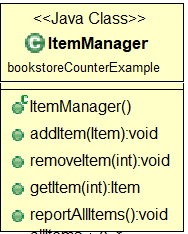 <<Java Class>>
C ItemManager
bookstoreCounterExample
C ItemManager()
addItem(Item):void
removeItem(int):void
getItem(int):Item
reportAllItems():void